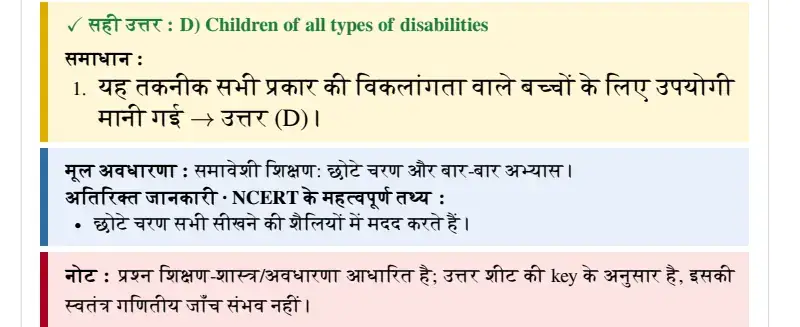 ✓ सही उत्तर : D) Children of all types of disabilities
समाधान :
1. यह तकनीक सभी प्रकार की विकलांगता वाले बच्चों के लिए उपयोगी
मानी गई → उत्तर (D)।
मूल अवधारणा : समावेशी शिक्षण: छोटे चरण और बार-बार अभ्यास।
अतिरिक्त जानकारी · NCERT के महत्वपूर्ण तथ्य :
• छोटे चरण सभी सीखने की शैलियों में मदद करते हैं।
नोट : प्रश्न शिक्षण-शास्त्र/अवधारणा आधारित है; उत्तर शीट की key के अनुसार है, इसकी
स्वतंत्र गणितीय जाँच संभव नहीं।